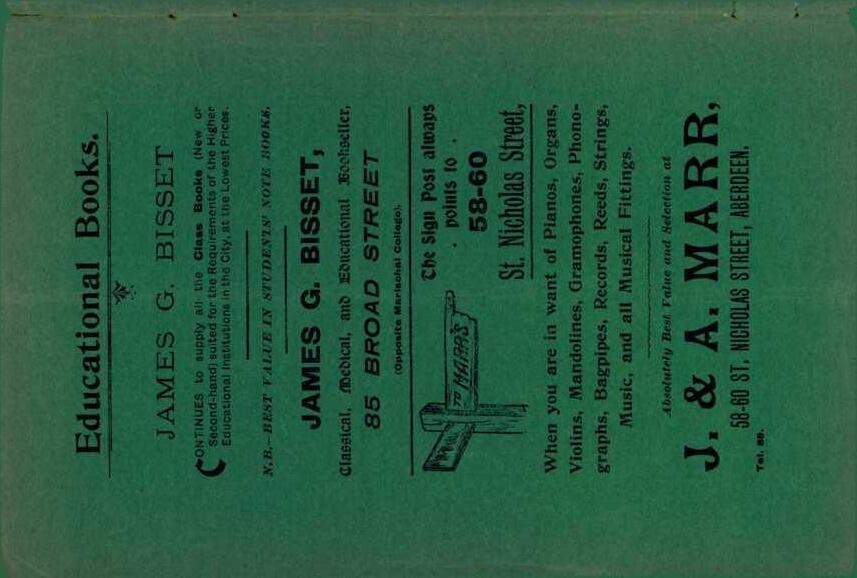 Educational Books.
JAMES G. BISSET
CONTINUES to supply all the Class Books (New or
Second-hand) suited for the Requirements of the Higher
Educational Institutions in the City, at the Lowest Prices.
N.B.—BEST VALUE IN STUDENTS' NOTE BOOKS.
JAMES G. BISSET,
Classical, Medical, and Educational Bookseller,
85 BROAD STREET
(Opposite Marischal College).
TO MARR'S
The Sign Post always
. points to .
58-60
St. Nicholas Street,
When you are in want of Pianos, Organs,
Violins, Mandolines, Gramophones, Phono-
graphs, Bagpipes, Records, Reeds, Strings,
Music, and all Musical Fittings.
Absolutely Best Value and Selection at
J. & A. MARR,
58-60 ST. NICHOLAS STREET, ABERDEEN.